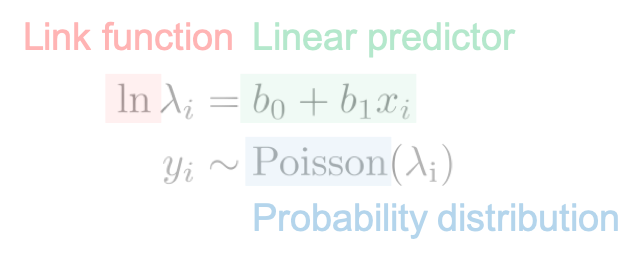 Link function Linear predictor
ln λᵢ = b₀ + b₁xᵢ
yᵢ ∼ Poisson(λᵢ)
Probability distribution